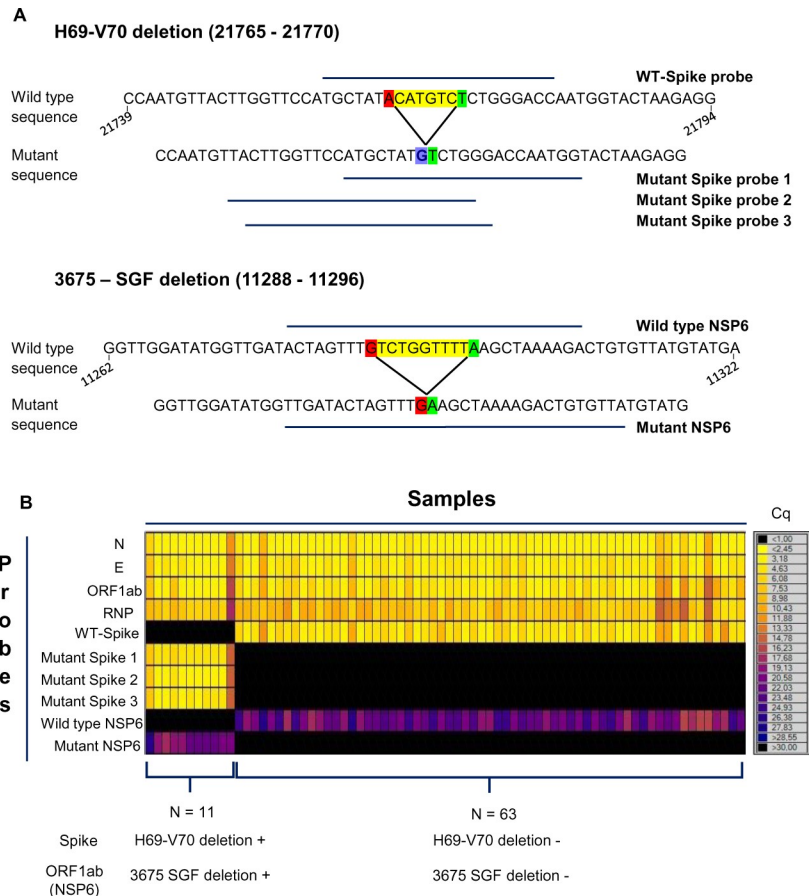 A
H69-V70 deletion (21765 - 21770)
WT-Spike probe
Wild type sequence
CCAATGTTACTTGGTTCCATGCTATACATGTCTCTGGGACCAATGGTACTAAGAGG
21739
21794
Mutant sequence
CCAATGTTACTTGGTTCCATGCTATGTCTGGGACCAATGGTACTAAGAGG
Mutant Spike probe 1
Mutant Spike probe 2
Mutant Spike probe 3
3675 – SGF deletion (11288 - 11296)
Wild type NSP6
Wild type sequence
GGTTGGATATGGTTGATACTAGTTTGTCTGGTTTTAAGCTAAAAGACTGTGTTATGTATGA
11262
11322
Mutant sequence
GGTTGGATATGGTTGATACTAGTTTGAAGCTAAAAGACTGTGTTATGTATG
Mutant NSP6
B
Samples
Cq
Probes
N
E
ORF1ab
RNP
WT-Spike
Mutant Spike 1
Mutant Spike 2
Mutant Spike 3
Wild type NSP6
Mutant NSP6
<1,00
<2,45
3,18
4,63
6,08
7,53
8,98
10,43
11,88
13,33
14,78
16,23
17,68
19,13
20,58
22,03
23,48
24,93
26,38
27,83
>28,55
>30,00
N = 11
N = 63
Spike
H69-V70 deletion +
H69-V70 deletion -
ORF1ab (NSP6)
3675 SGF deletion +
3675 SGF deletion -